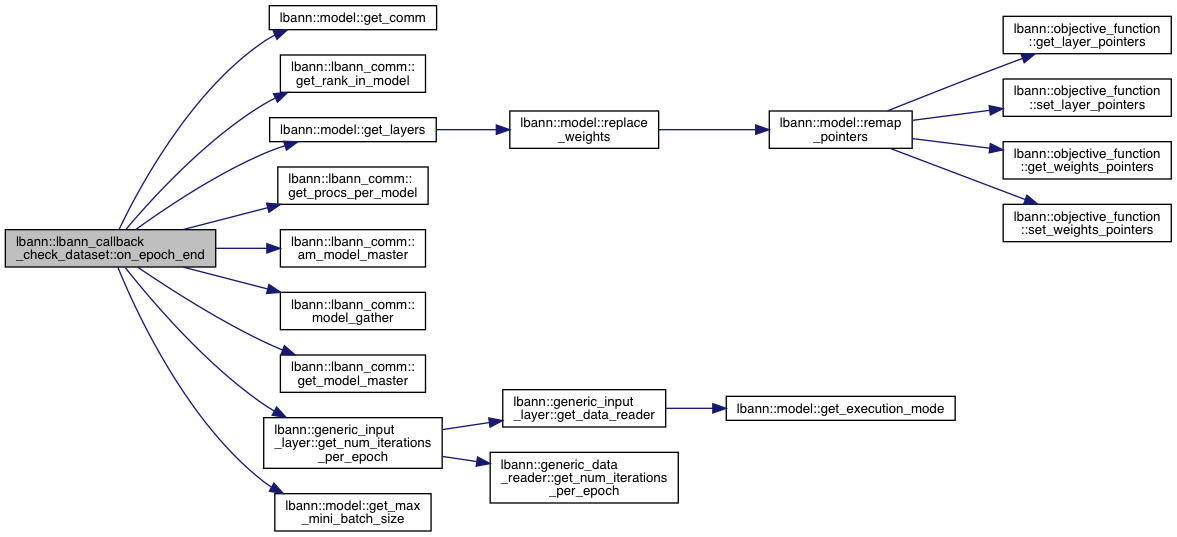 lbann::lbann_callback
_check_dataset::on_epoch_end
lbann::model::get_comm
lbann::lbann_comm::
get_rank_in_model
lbann::model::get_layers
lbann::lbann_comm::
get_procs_per_model
lbann::lbann_comm::
am_model_master
lbann::lbann_comm::
model_gather
lbann::lbann_comm::
get_model_master
lbann::generic_input
_layer::get_num_iterations
_per_epoch
lbann::model::get_max
_mini_batch_size
lbann::model::replace
_weights
lbann::model::remap
_pointers
lbann::objective_function
::get_layer_pointers
lbann::objective_function
::set_layer_pointers
lbann::objective_function
::get_weights_pointers
lbann::objective_function
::set_weights_pointers
lbann::generic_input
_layer::get_data_reader
lbann::model::get_execution_mode
lbann::generic_data
_reader::get_num_iterations
_per_epoch